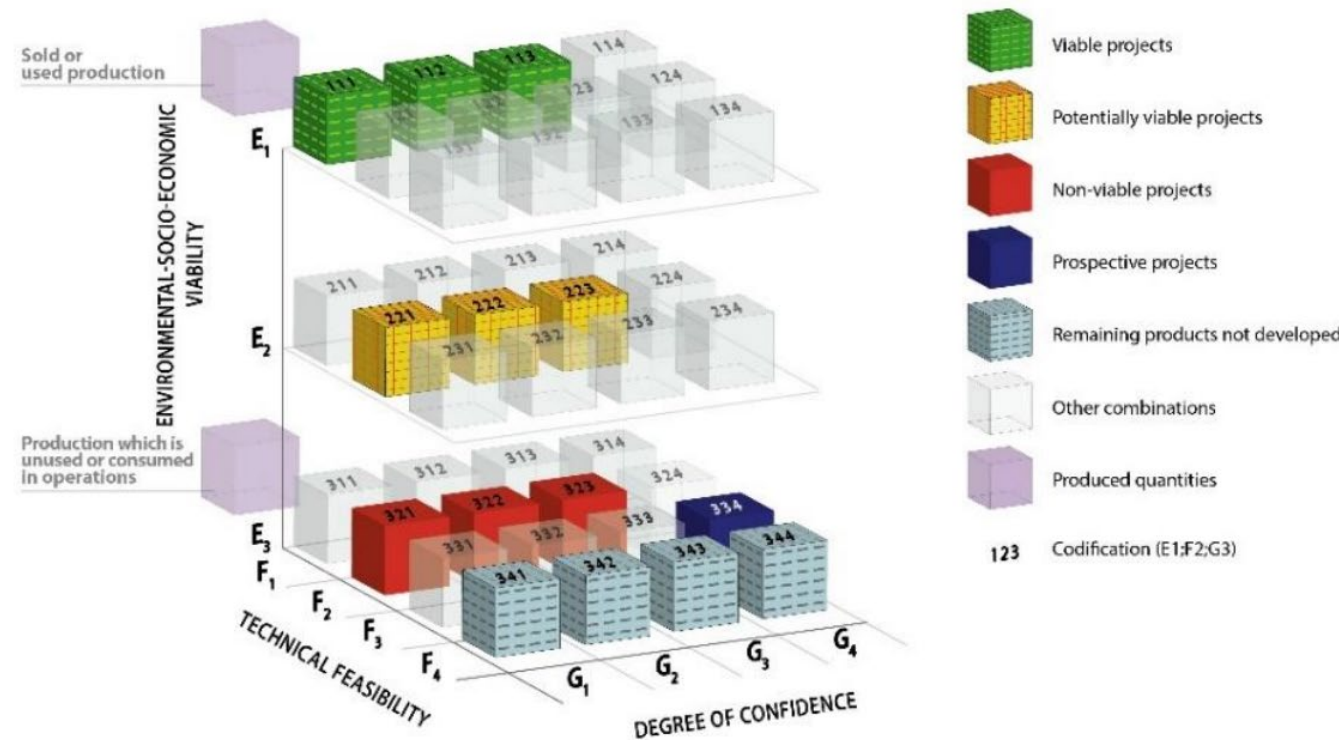 Sold or
used production
ENVIRONMENTAL-SOCIO-ECONOMIC
VIABILITY
Production which is
unused or consumed
in operations
E1
E2
E3
F1
F2
F3
F4
TECHNICAL FEASIBILITY
G1
G2
G3
G4
DEGREE OF CONFIDENCE
111
112
113
114
123
124
131
132
133
134
211
212
213
214
221
222
223
224
231
232
233
234
311
312
313
314
321
322
323
324
331
332
333
334
341
342
343
344
Viable projects
Potentially viable projects
Non-viable projects
Prospective projects
Remaining products not developed
Other combinations
Produced quantities
123 Codification (E1;F2;G3)